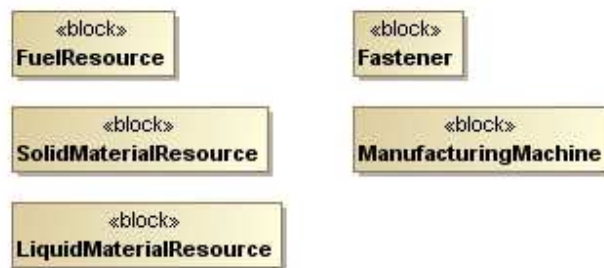 «block»
FuelResource
«block»
Fastener
«block»
SolidMaterialResource
«block»
ManufacturingMachine
«block»
LiquidMaterialResource